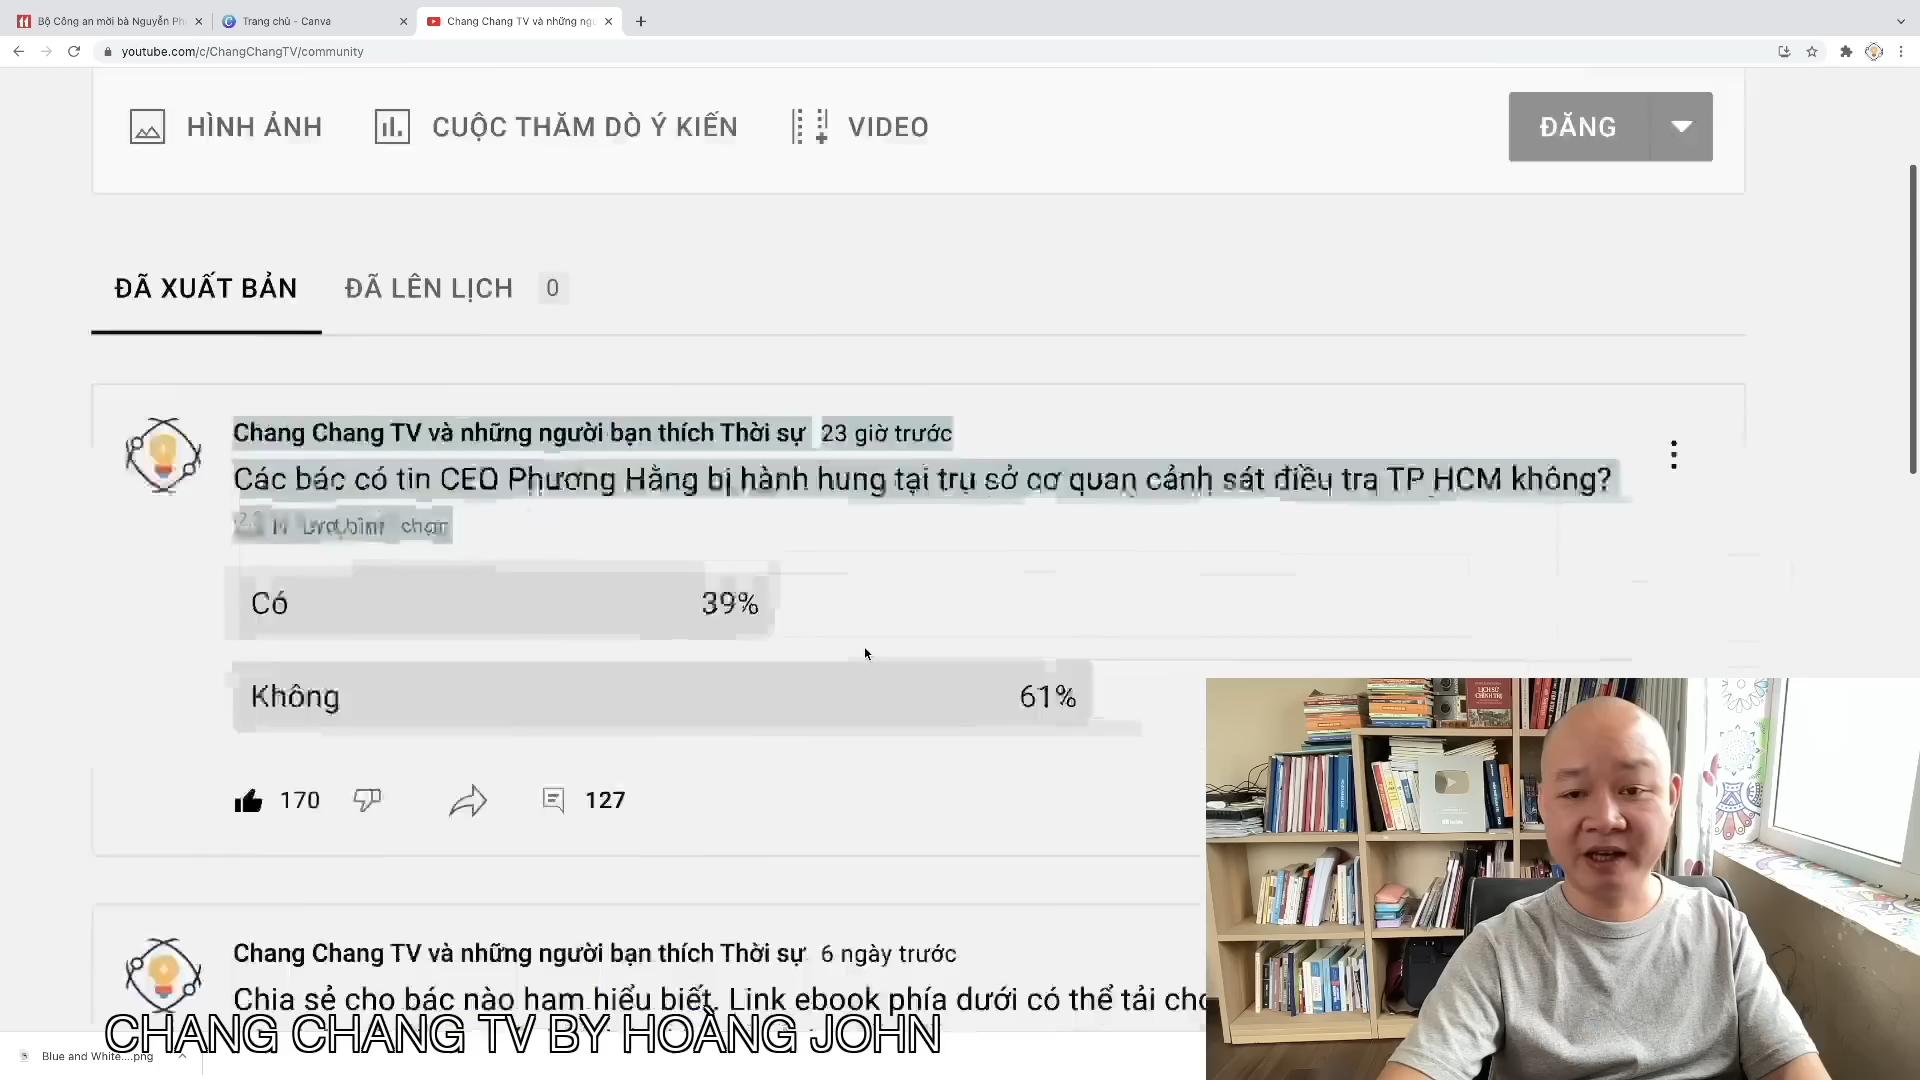 Bộ Công an mời bà Nguyễn Ph
Trang chủ - Canva
Chang Chang TV và những ngư
youtube.com/c/ChangChangTV/community
HÌNH ẢNH
CUỘC THĂM DÒ Ý KIẾN
VIDEO
ĐĂNG
ĐÃ XUẤT BẢN
ĐÃ LÊN LỊCH
0
Chang Chang TV và những người bạn thích Thời sự 23 giờ trước
Các bác có tin CEO Phương Hằng bị hành hung tại trụ sở cơ quan cảnh sát điều tra TP HCM không?
Có
39%
Không
61%
170
127
Chang Chang TV và những người bạn thích Thời sự 6 ngày trước
Chia sẻ cho bác nào ham hiểu biết. Link ebook phía dưới có thể tải
CHANG CHANG TV BY HOÀNG JOHN
Blue and White....png
LỊCH SỬ
CHÍNH TRỊ